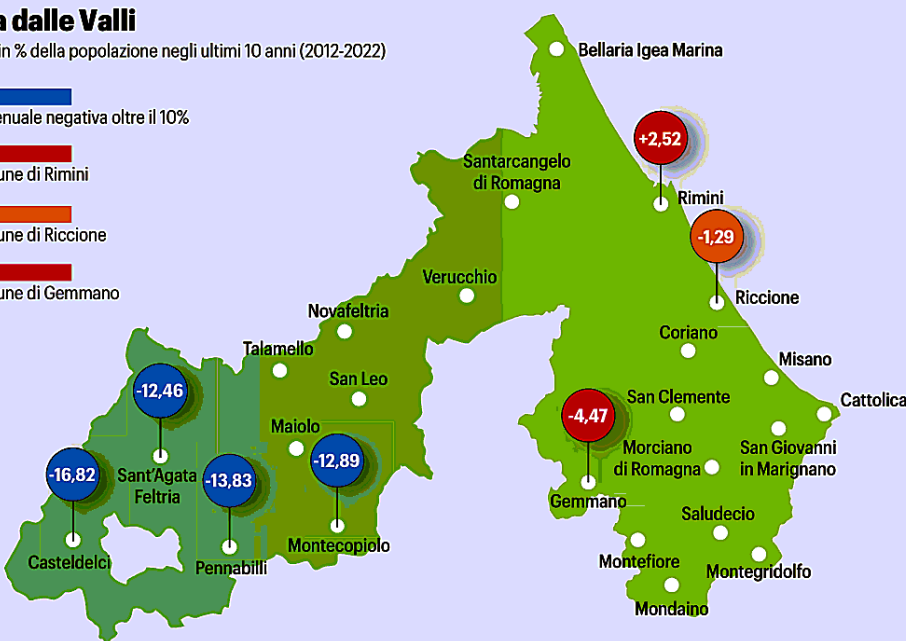 a dalle Valli
in % della popolazione negli ultimi 10 anni (2012-2022)
enuale negativa oltre il 10%
une di Rimini
une di Riccione
une di Gemmano
Bellaria Igea Marina
+2,52
Santarcangelo
di Romagna
Rimini
-1,29
Verucchio
Riccione
Novafeltria
Coriano
Talamello
Misano
San Leo
-12,46
San Clemente
Cattolica
-4,47
Maiolo
Morciano
di Romagna
San Giovanni
in Marignano
-12,89
-16,82
Sant'Agata
Feltria
-13,83
Gemmano
Saludecio
Montecopiolo
Casteldelci
Pennabilli
Montefiore
Montegridolfo
Mondaino